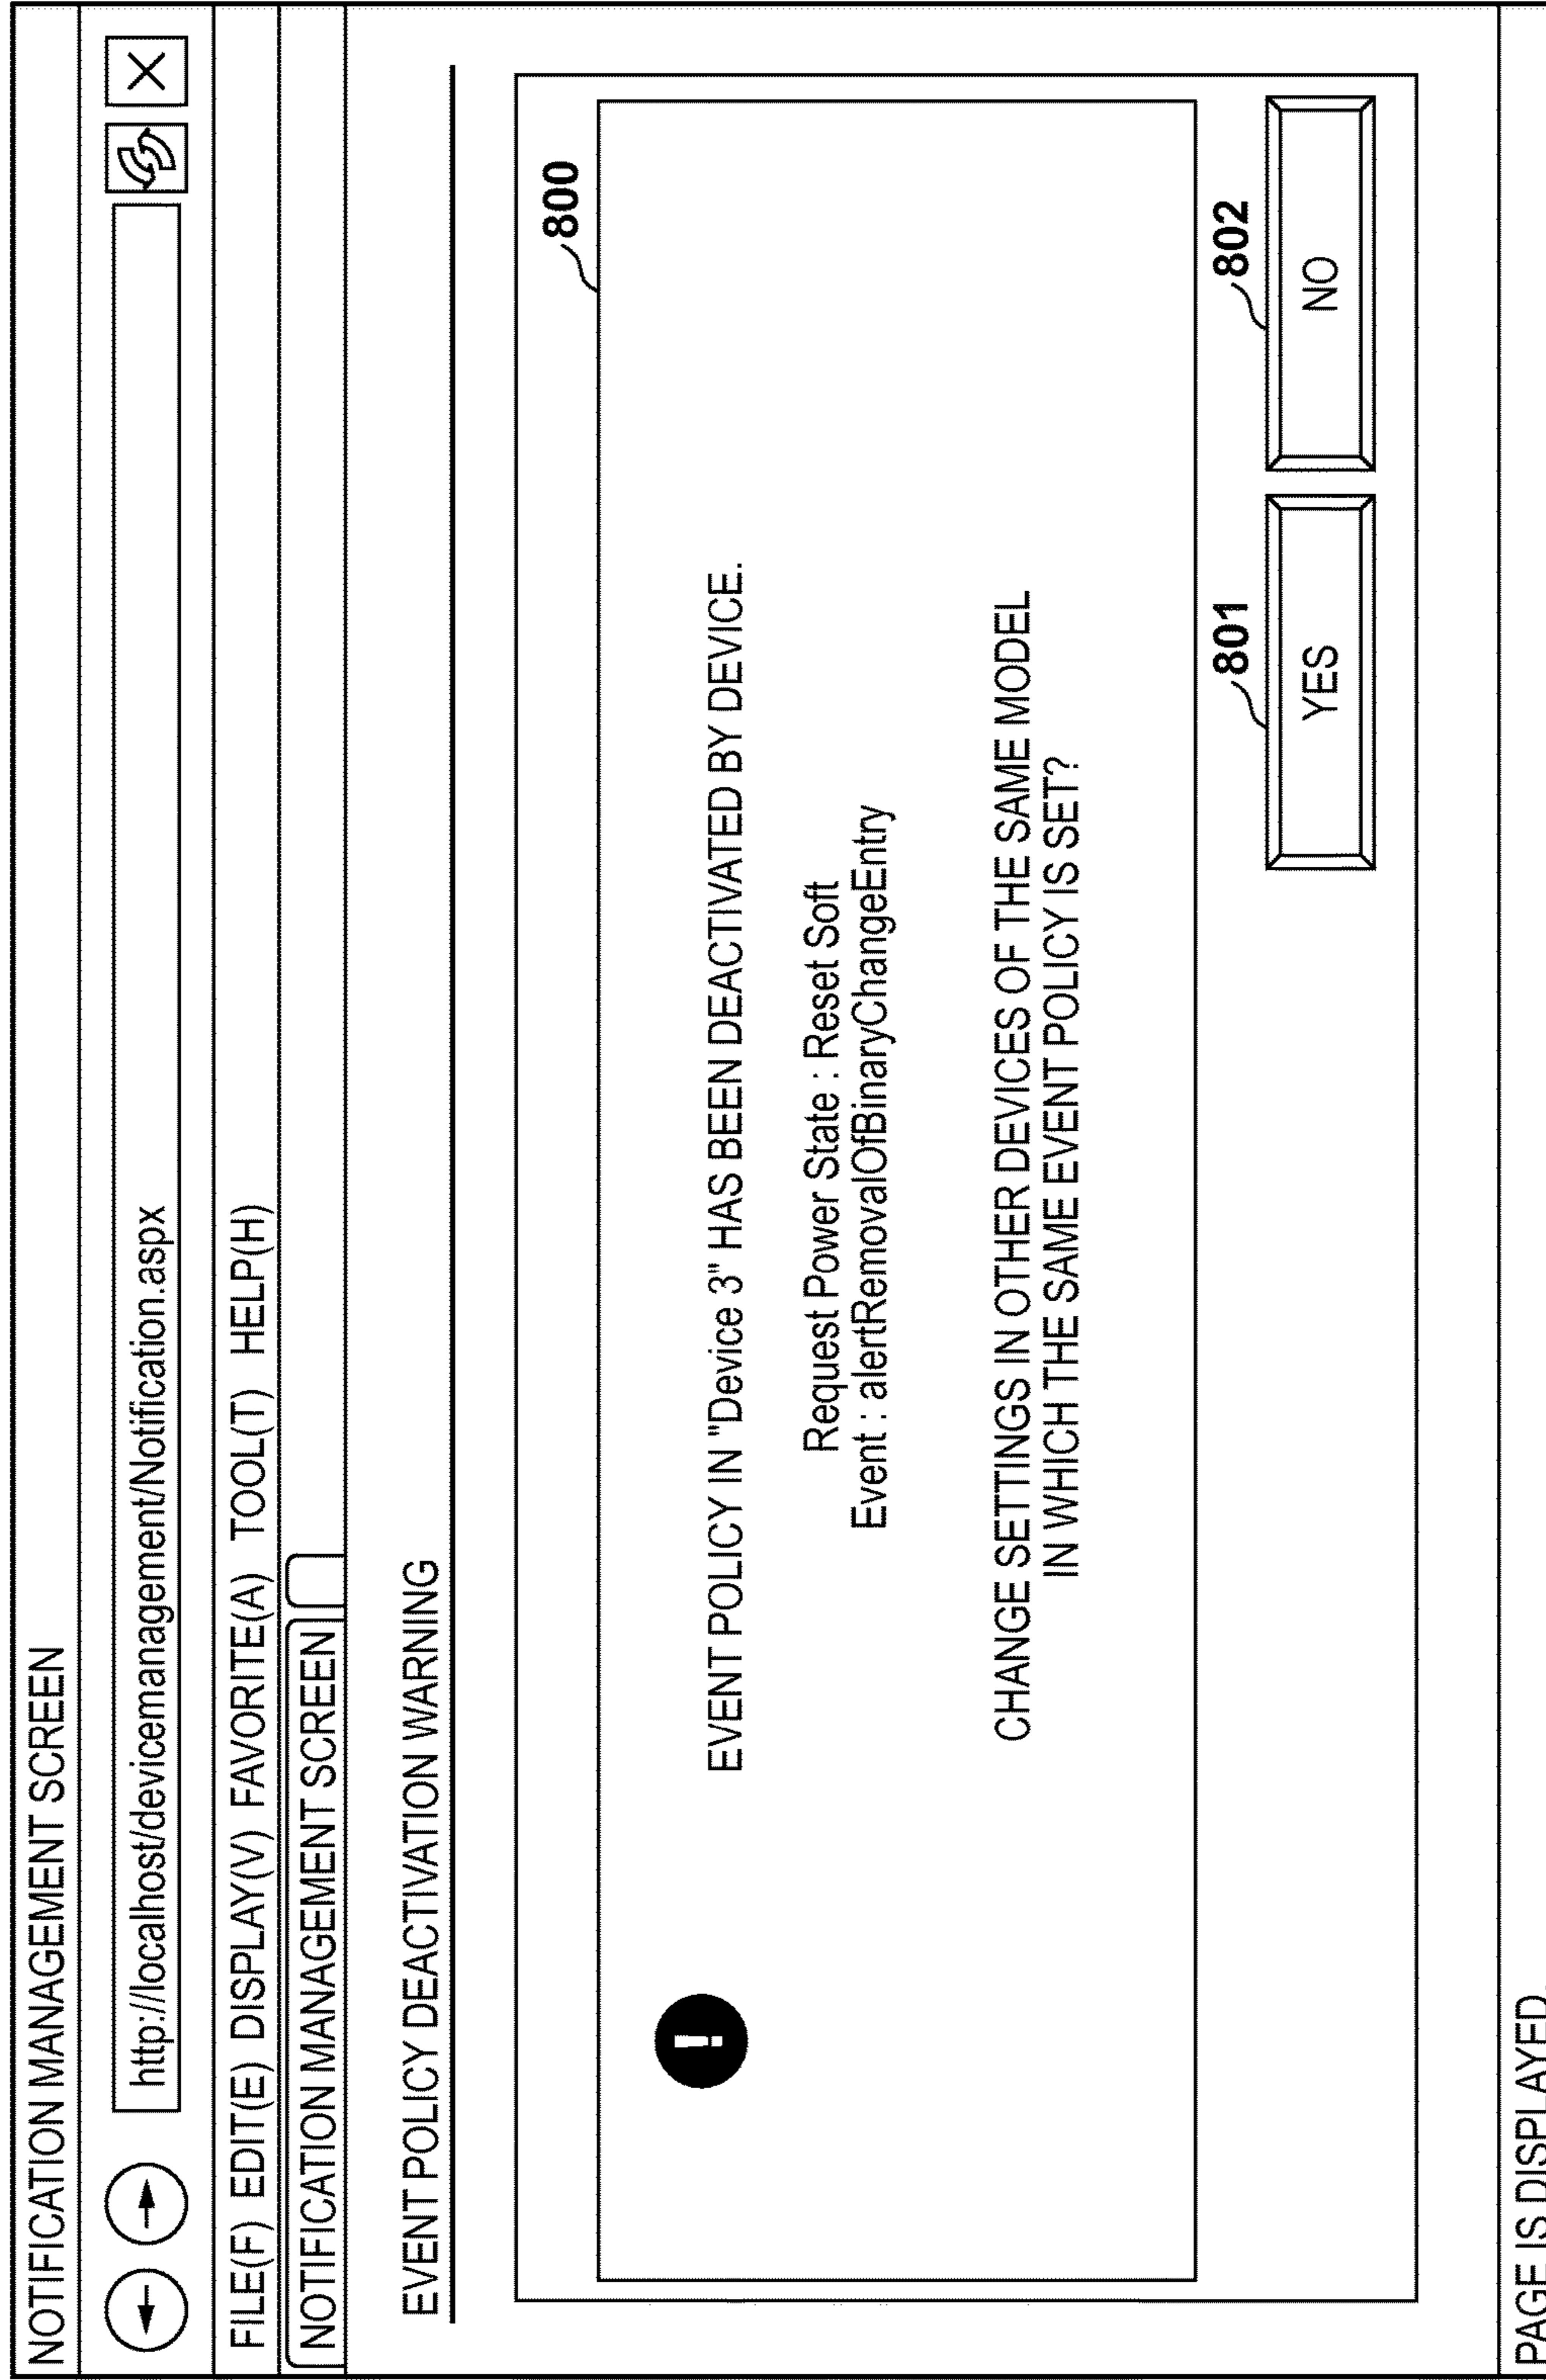 NOTIFICATION MANAGEMENT SCREEN
http://localhost/devicemanagement/Notification.aspx
FILE(F) EDIT(E) DISPLAY(V) FAVORITE(A) TOOL(T) HELP(H)
NOTIFICATION MANAGEMENT SCREEN
EVENT POLICY DEACTIVATION WARNING
800
!
EVENT POLICY IN "Device 3" HAS BEEN DEACTIVATED BY DEVICE.
Request Power State : Reset Soft
Event : alertRemovalOfBinaryChangeEntry
CHANGE SETTINGS IN OTHER DEVICES OF THE SAME MODEL
IN WHICH THE SAME EVENT POLICY IS SET?
801
802
YES
NO
PAGE IS DISPLAYED.